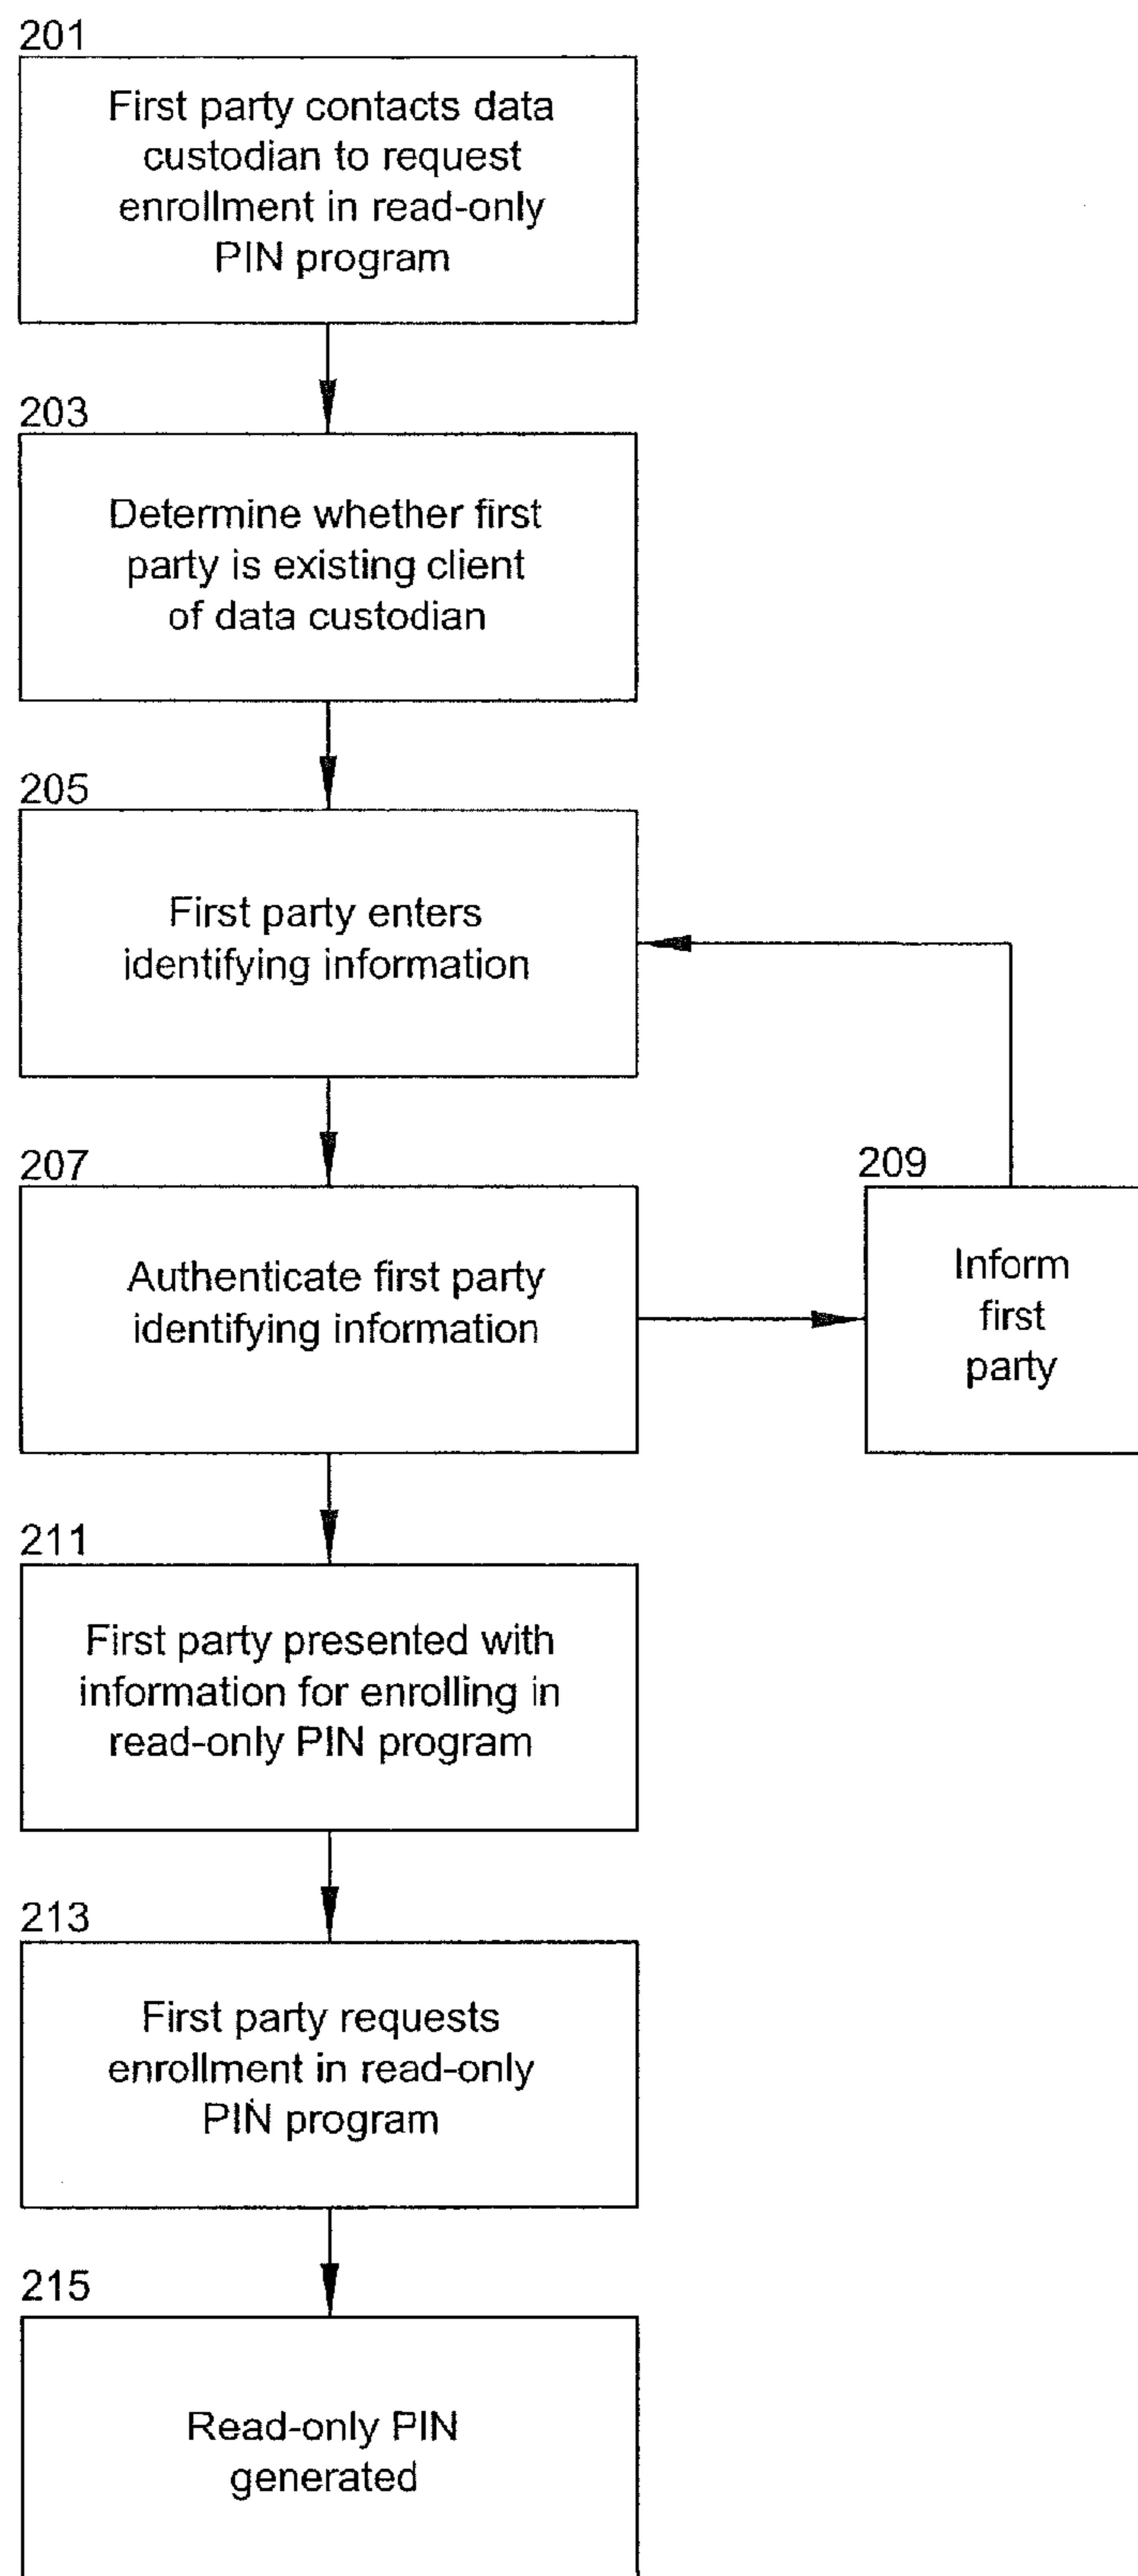 201
First party contacts data
custodian to request
enrollment in read-only
PIN program
203
Determine whether first
party is existing client
of data custodian
205
First party enters
identifying information
207
Authenticate first party
identifying information
209
Inform
first
party
211
First party presented with
information for enrolling in
read-only PIN program
213
First party requests
enrollment in read-only
PIN program
215
Read-only PIN
generated